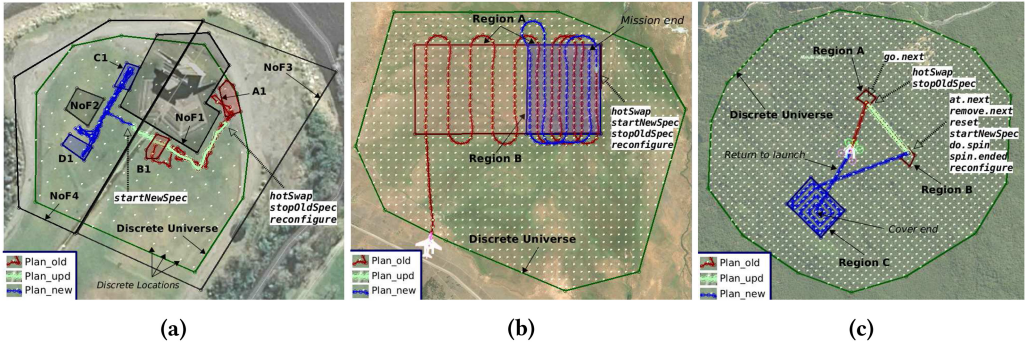 C1
NoF3
NoF2
A1
NoF1
D1
B1
NoF4
startNewSpec
hotSwap
stopOldSpec
reconfigure
Discrete Universe
Discrete Locations
Plan_old
Plan_upd
Plan_new
(a)
Region A
Mission end
hotSwap
startNewSpec
stopOldSpec
reconfigure
Region B
Discrete Universe
Plan_old
Plan_upd
Plan_new
(b)
go.next
Region A
hotSwap
stopOldSpec
at.next
remove.next
reset
startNewSpec
do.spin
spin.ended
reconfigure
Discrete Universe
Return to launch
Region B
Cover end
Region C
Plan_old
Plan_upd
Plan_new
(c)